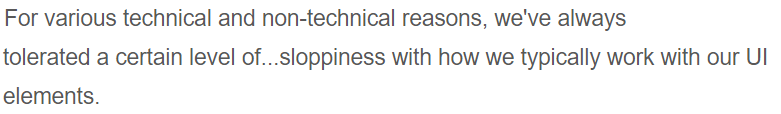 For various technical and non-technical reasons, we've always
tolerated a certain level of...sloppiness with how we typically work with our UI
elements.